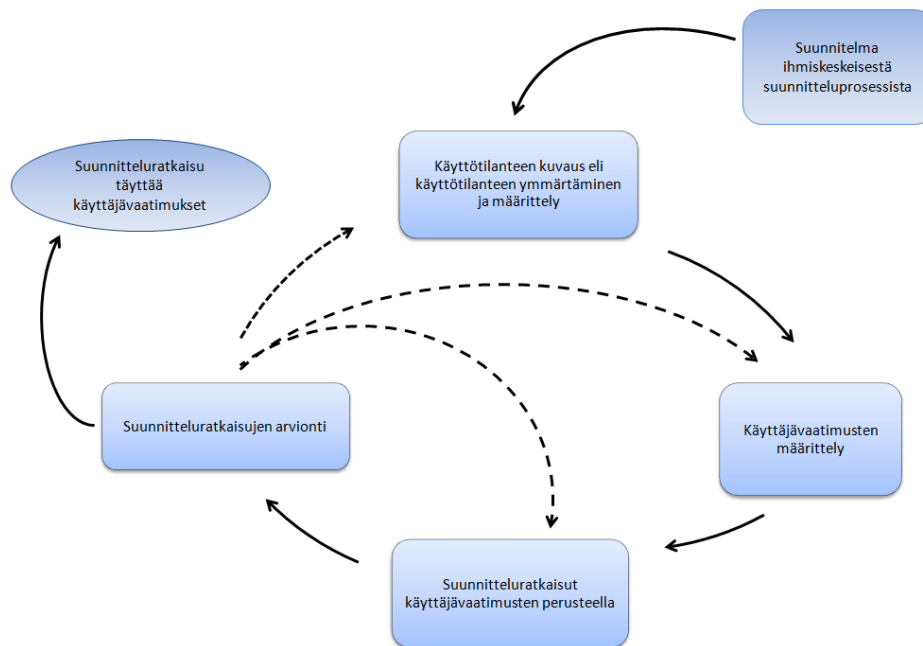 Suunnitelma
ihmiskeskeisestä
suunnitteluprosessista
Käyttötilanteen kuvaus eli
käyttötilanteen ymmärtäminen
ja määrittely
Suunnitteluratkaisu
täyttää
käyttäjävaatimukset
Suunnitteluratkaisujen arvionti
Käyttäjävaatimusten
määrittely
Suunnitteluratkaisut
käyttäjävaatimusten perusteella